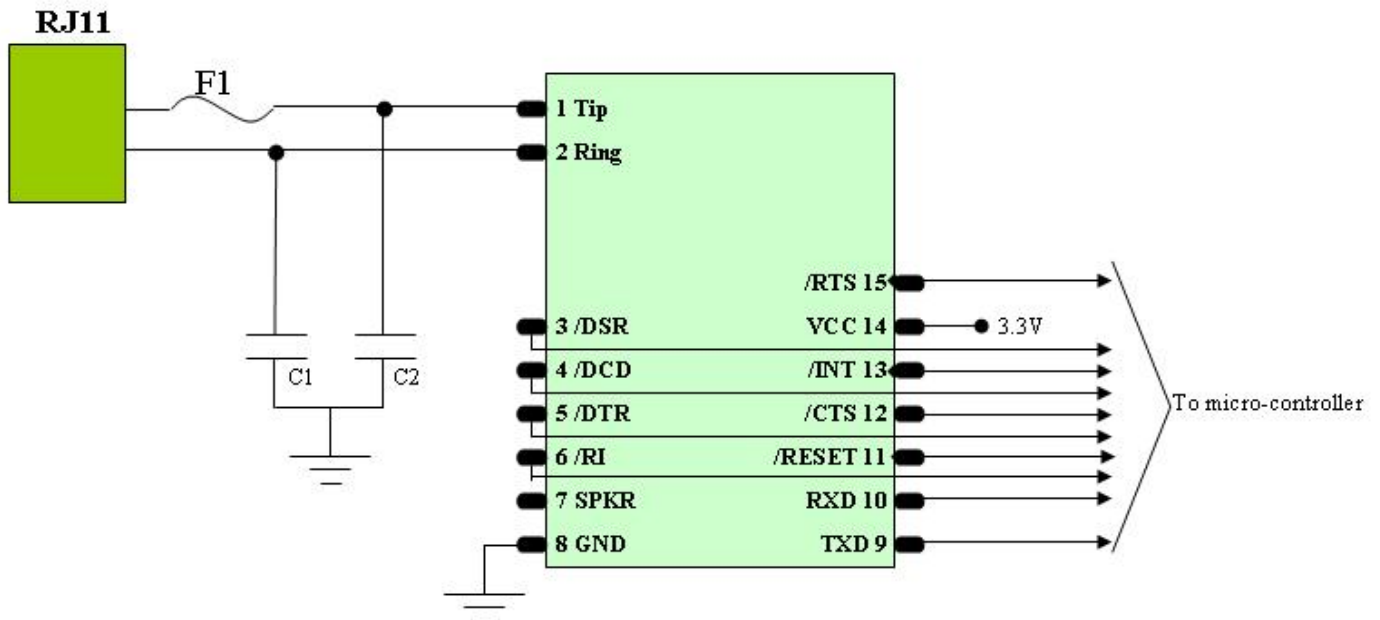 RJ11
F1
1 Tip
2 Ring
/RTS 15
3 /DSR
VCC 14
3.3V
4 /DCD
/INT 13
C1
C2
To micro-controller
5 /DTR
/CTS 12
6 /RI
/RESET 11
7 SPKR
RXD 10
8 GND
TXD 9